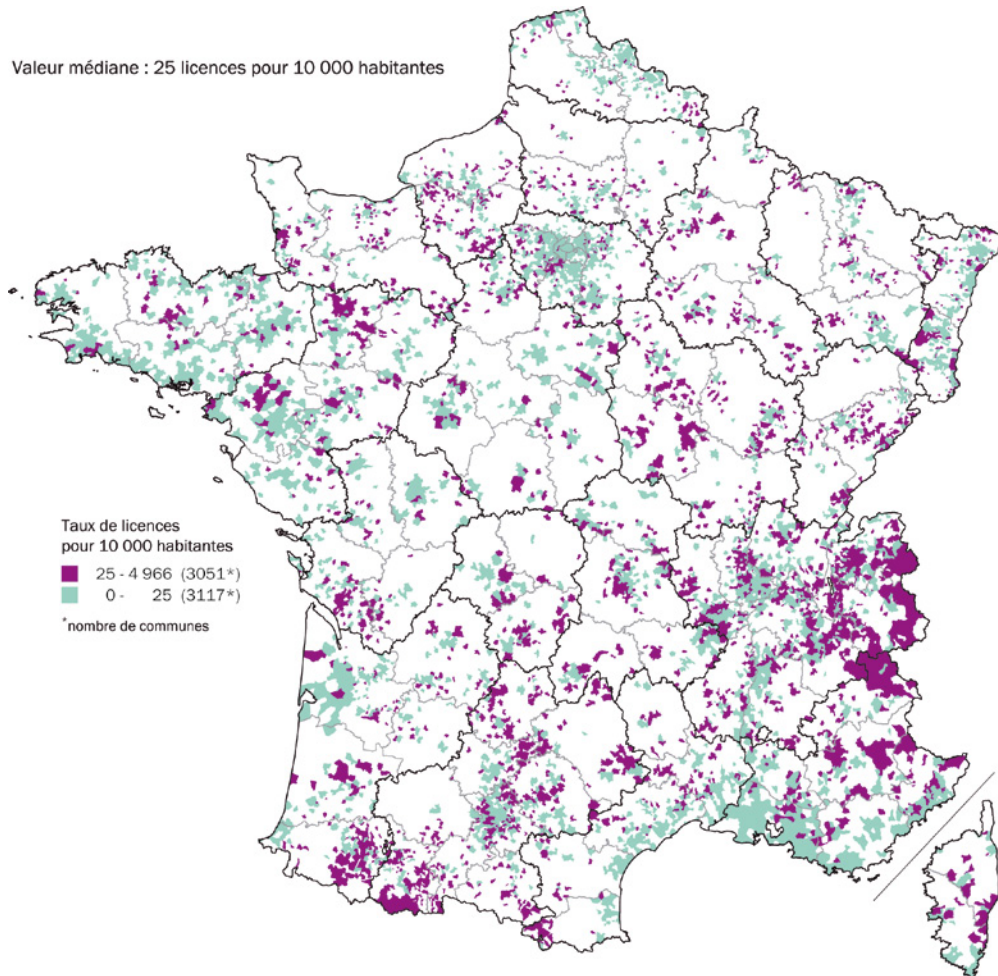 Valeur médiane : 25 licences pour 10 000 habitantes
Taux de licences
pour 10 000 habitantes
25 - 4 966 (3051*)
0 - 25 (3117*)
*nombre de communes